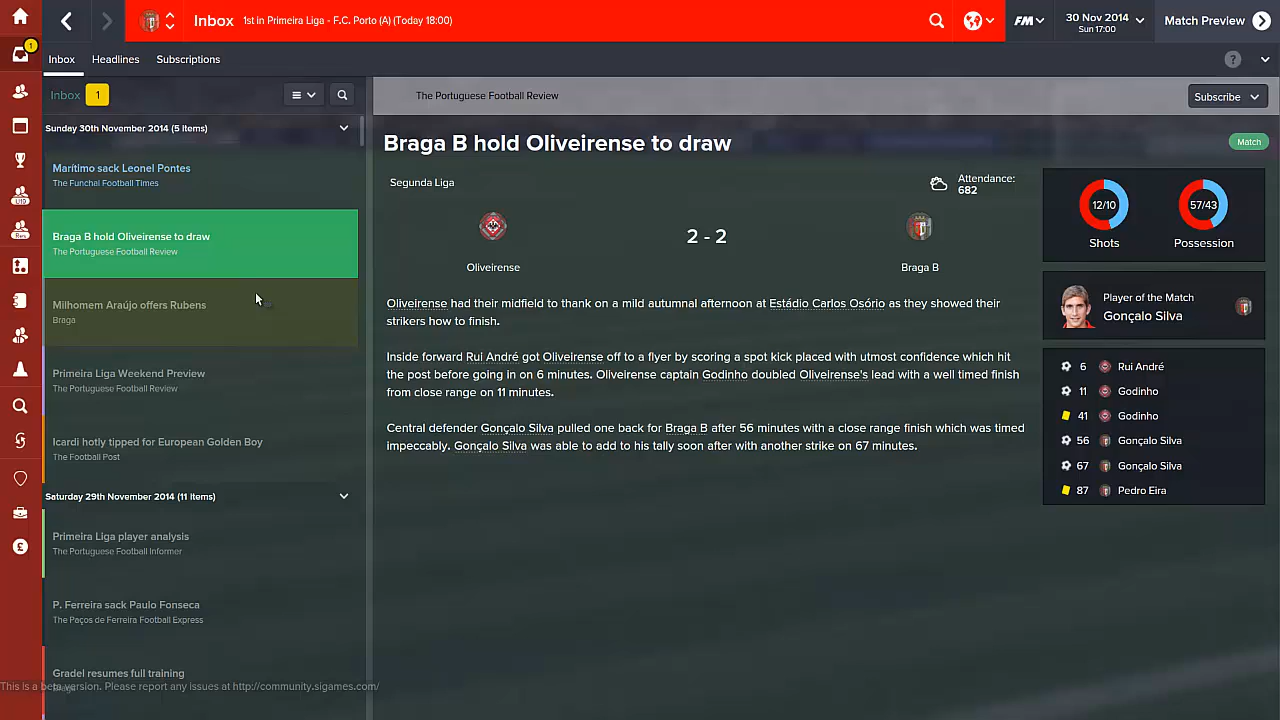 Inbox 1st in Primeira Liga - F.C. Porto (A) (Today 18:00)
FM
30 Nov 2014
Sun 17:00
Match Preview
1
Inbox Headlines Subscriptions
?
Inbox 1
The Portuguese Football Review
Subscribe
Sunday 30th November 2014 (5 Items)
Marítimo sack Leonel Pontes
The Funchal Football Times
Braga B hold Oliveirense to draw
The Portuguese Football Review
Milhomem Araújo offers Rubens
Braga
Primeira Liga Weekend Preview
The Portuguese Football Review
Icardi hotly tipped for European Golden Boy
The Football Post
Saturday 29th November 2014 (11 Items)
Primeira Liga player analysis
The Portuguese Football Informer
P. Ferreira sack Paulo Fonseca
The Paços de Ferreira Football Express
Gradel resumes full training
This is a beta version. Please report any issues at http://community.sigames.com/
Braga B hold Oliveirense to draw
Match
Segunda Liga
Attendance:
682
2 - 2
Oliveirense
Braga B
Oliveirense had their midfield to thank on a mild autumnal afternoon at Estádio Carlos Osório as they showed their
strikers how to finish.
Inside forward Rui André got Oliveirense off to a flyer by scoring a spot kick placed with utmost confidence which hit
the post before going in on 6 minutes. Oliveirense captain Godinho doubled Oliveirense's lead with a well timed finish
from close range on 11 minutes.
Central defender Gonçalo Silva pulled one back for Braga B after 56 minutes with a close range finish which was timed
impeccably. Gonçalo Silva was able to add to his tally soon after with another strike on 67 minutes.
12/10
Shots
57/43
Possession
Player of the Match
Gonçalo Silva
6 Rui André
11 Godinho
41 Godinho
56 Gonçalo Silva
67 Gonçalo Silva
87 Pedro Eira